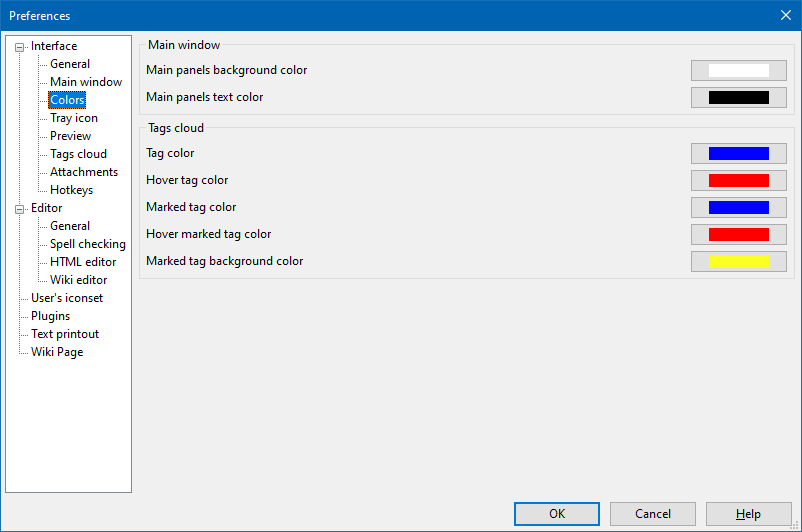 Preferences
Interface
General
Main window
Colors
Tray icon
Preview
Tags cloud
Attachments
Hotkeys
Editor
General
Spell checking
HTML editor
Wiki editor
User's iconset
Plugins
Text printout
Wiki Page
Main window
Main panels background color
Main panels text color
Tags cloud
Tag color
Hover tag color
Marked tag color
Hover marked tag color
Marked tag background color
OK Cancel Help